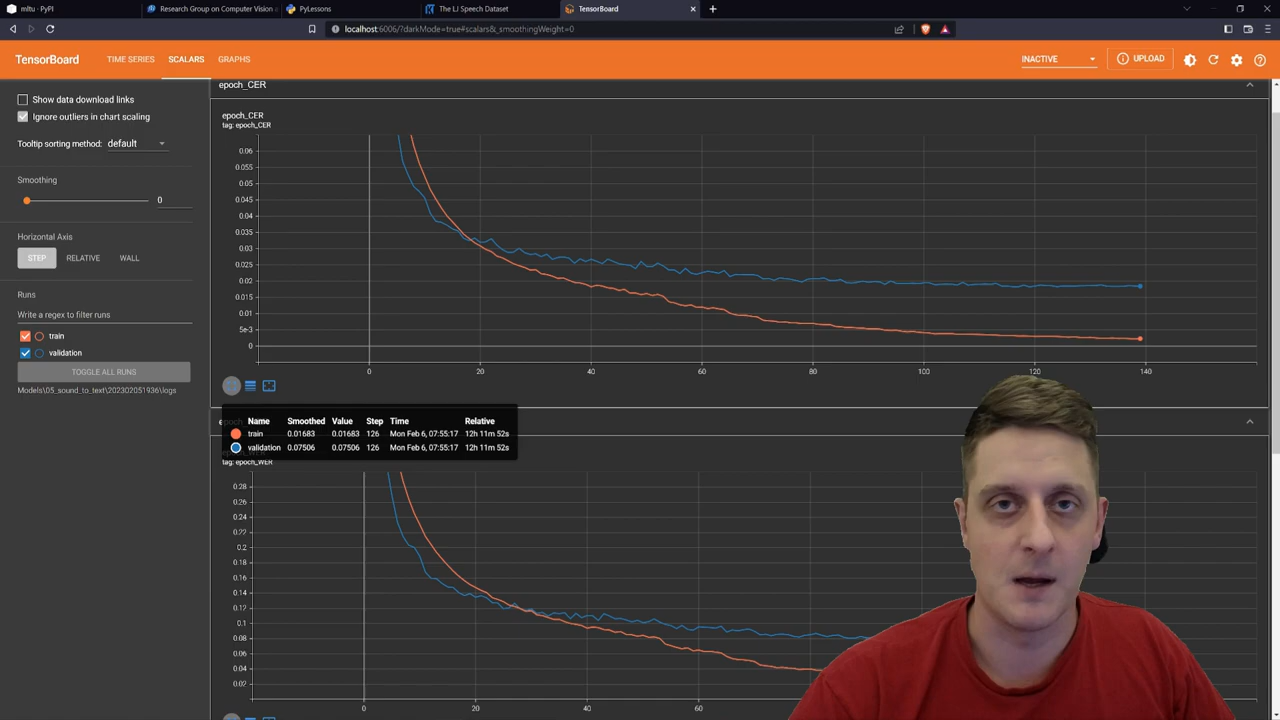 mltu · PyPI
Research Group on Computer Vision a
PyLessons
The LJ Speech Dataset
TensorBoard
localhost:6006/?darkMode=true#scalars&_smoothingWeight=0
TensorBoard
TIME SERIES
SCALARS
GRAPHS
INACTIVE
UPLOAD
Show data download links
Ignore outliers in chart scaling
Tooltip sorting method: default
Smoothing
0
Horizontal Axis
STEP
RELATIVE
WALL
Runs
Write a regex to filter runs
train
validation
TOGGLE ALL RUNS
Models\05_sound_to_text\202302051936\logs
epoch_CER
epoch_CER
tag: epoch_CER
0.06
0.055
0.05
0.045
0.04
0.035
0.03
0.025
0.02
0.015
0.01
5e-3
0
0 20 40 60 80 100 120 140
Name Smoothed Value Step Time Relative
train 0.01683 0.01683 126 Mon Feb 6, 07:55:17 12h 11m 52s
validation 0.07506 0.07506 126 Mon Feb 6, 07:55:17 12h 11m 52s
tag: epoch_WER
0.28
0.26
0.24
0.22
0.2
0.18
0.16
0.14
0.12
0.1
0.08
0.06
0.04
0.02
0 20 40 60